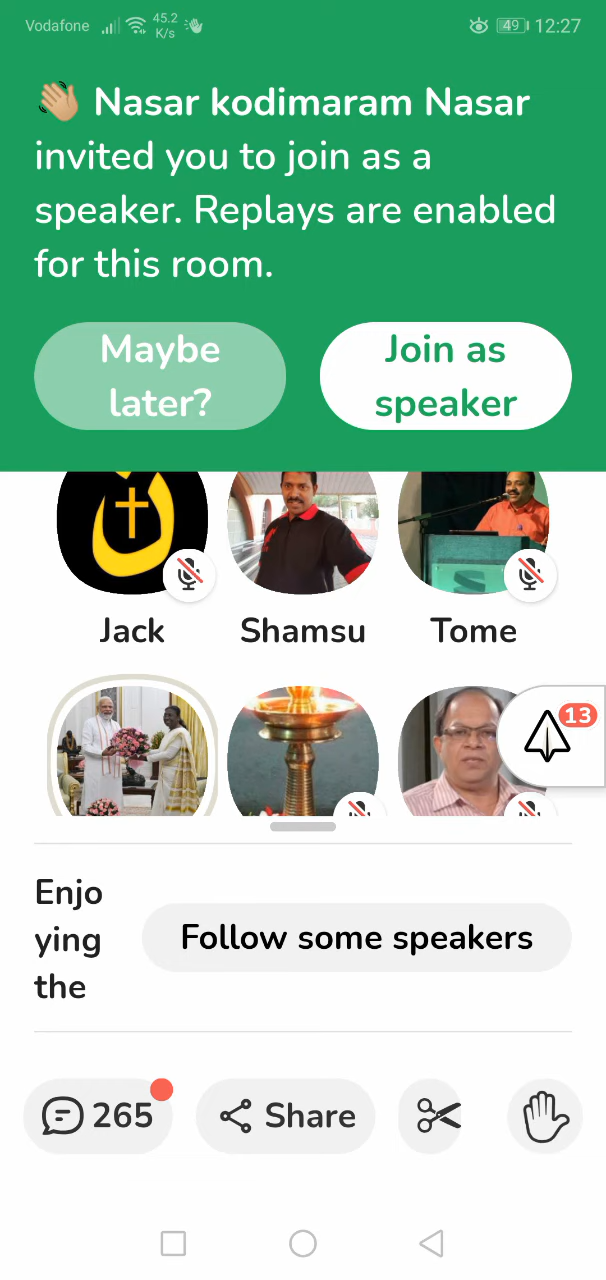 Vodafone 45.2 K/s 49 12:27
👋🏼 Nasar kodimaram Nasar
invited you to join as a
speaker. Replays are enabled
for this room.
Maybe later?
Join as speaker
ن
Jack Shamsu Tome
13
Enjo
ying
the
Follow some speakers
265 Share